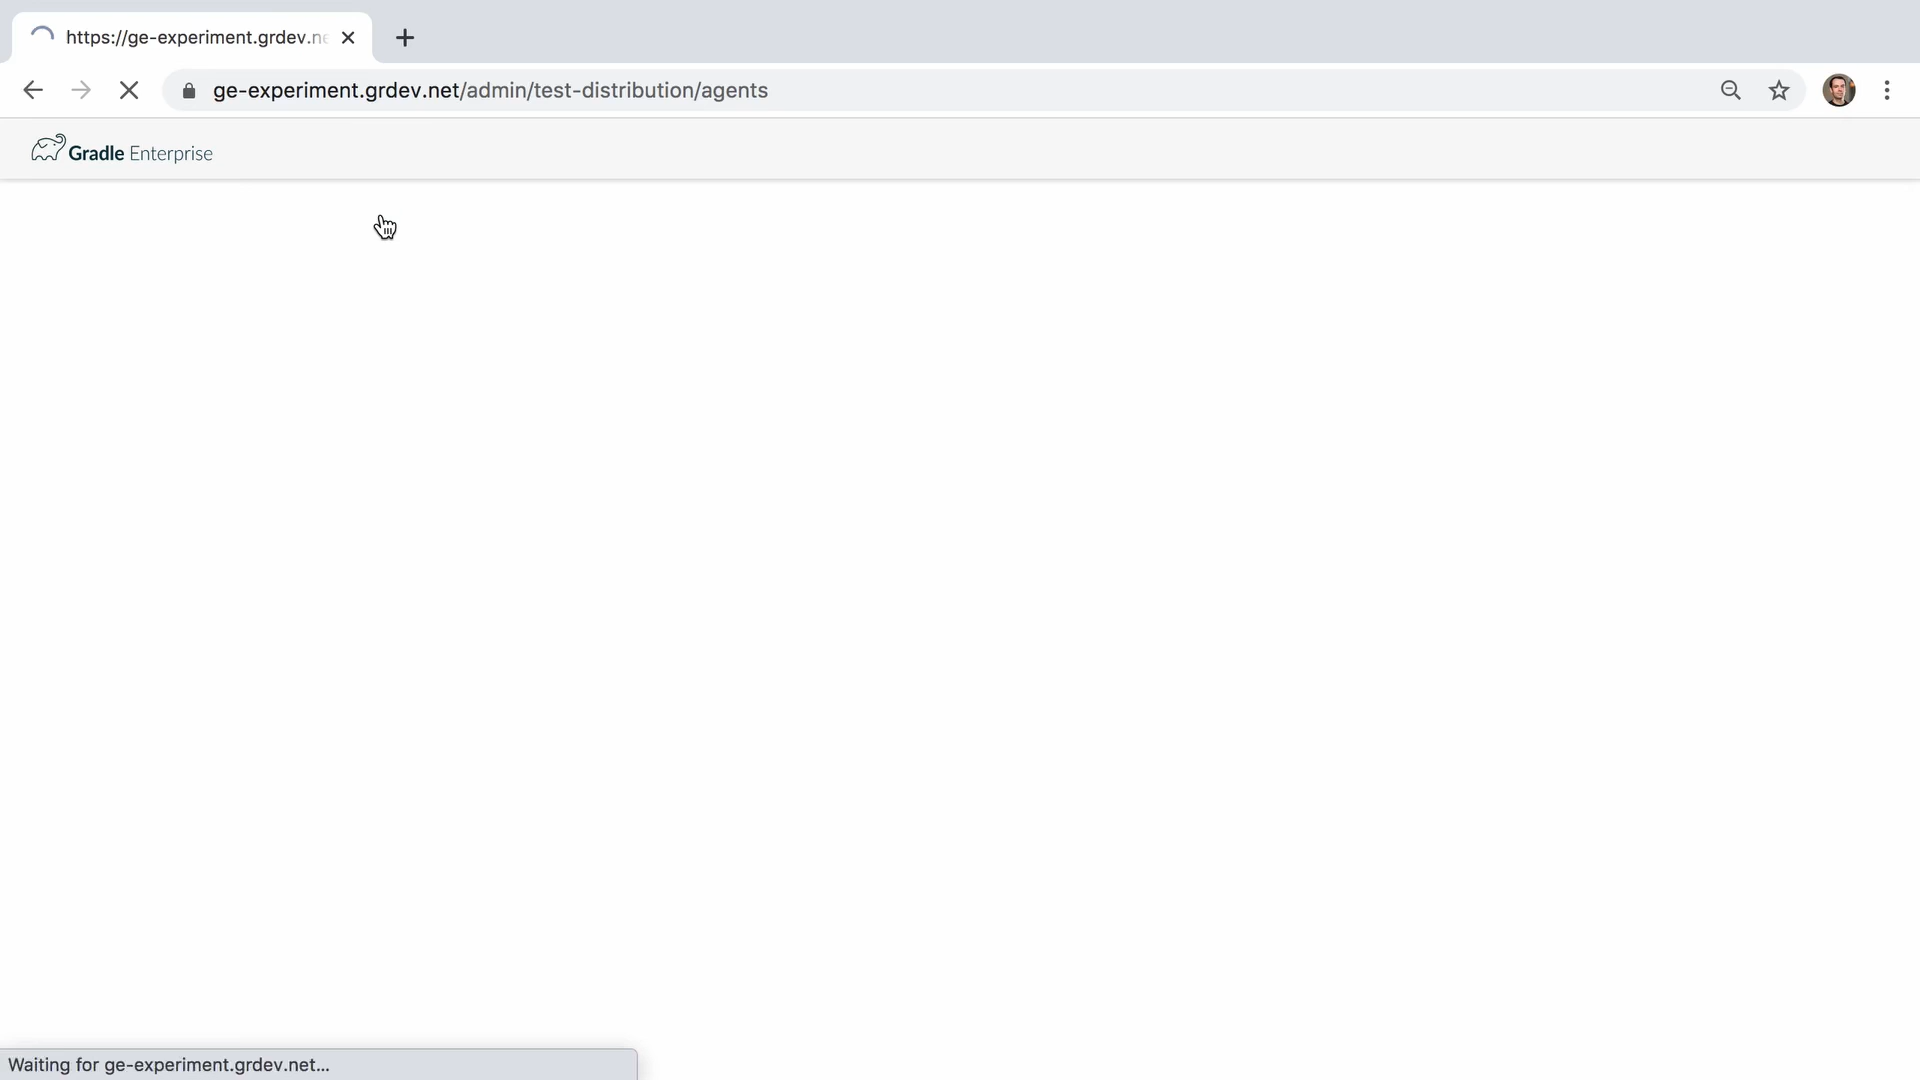 https://ge-experiment.grdev.ne
ge-experiment.grdev.net/admin/test-distribution/agents
Gradle Enterprise
Waiting for ge-experiment.grdev.net...